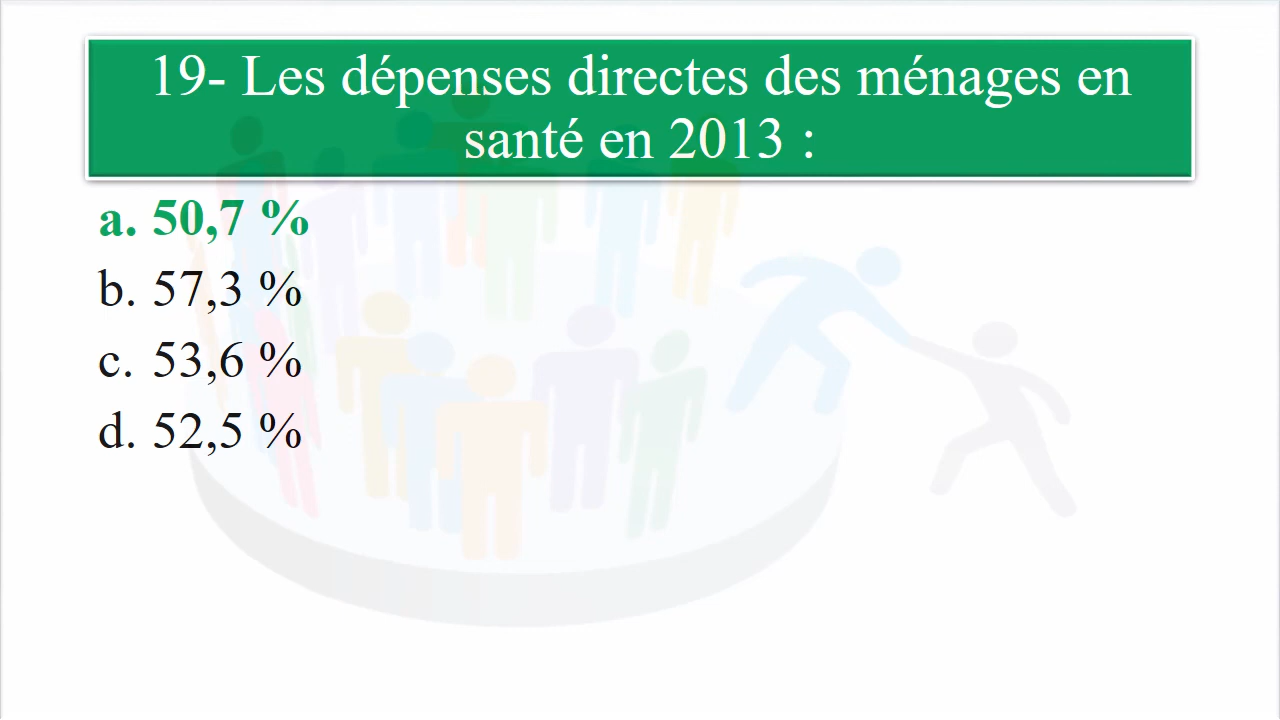 19- Les dépenses directes des ménages en
santé en 2013 :
a. 50,7 %
b. 57,3 %
c. 53,6 %
d. 52,5 %